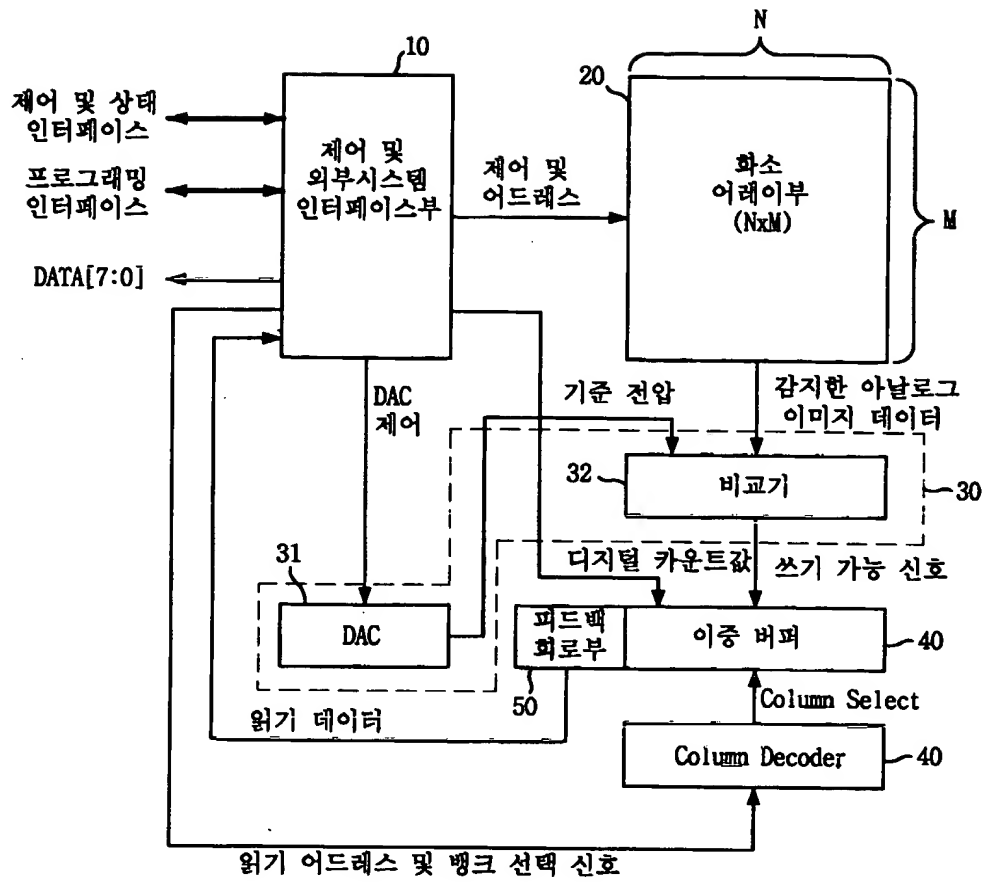 N
10
20
제어 및 상태
인터페이스
프로그래밍
인터페이스
DATA[7:0]
제어 및
외부시스템
인터페이스부
제어 및
어드레스
화소
어레이부
(NxM)
M
DAC
제어
기준 전압
감지한 아날로그
이미지 데이터
32
비교기
30
31
DAC
디지털 카운트값
쓰기 가능 신호
피드백
회로부
이중 버퍼
40
50
읽기 데이터
Column Select
Column Decoder
40
읽기 어드레스 및 뱅크 선택 신호